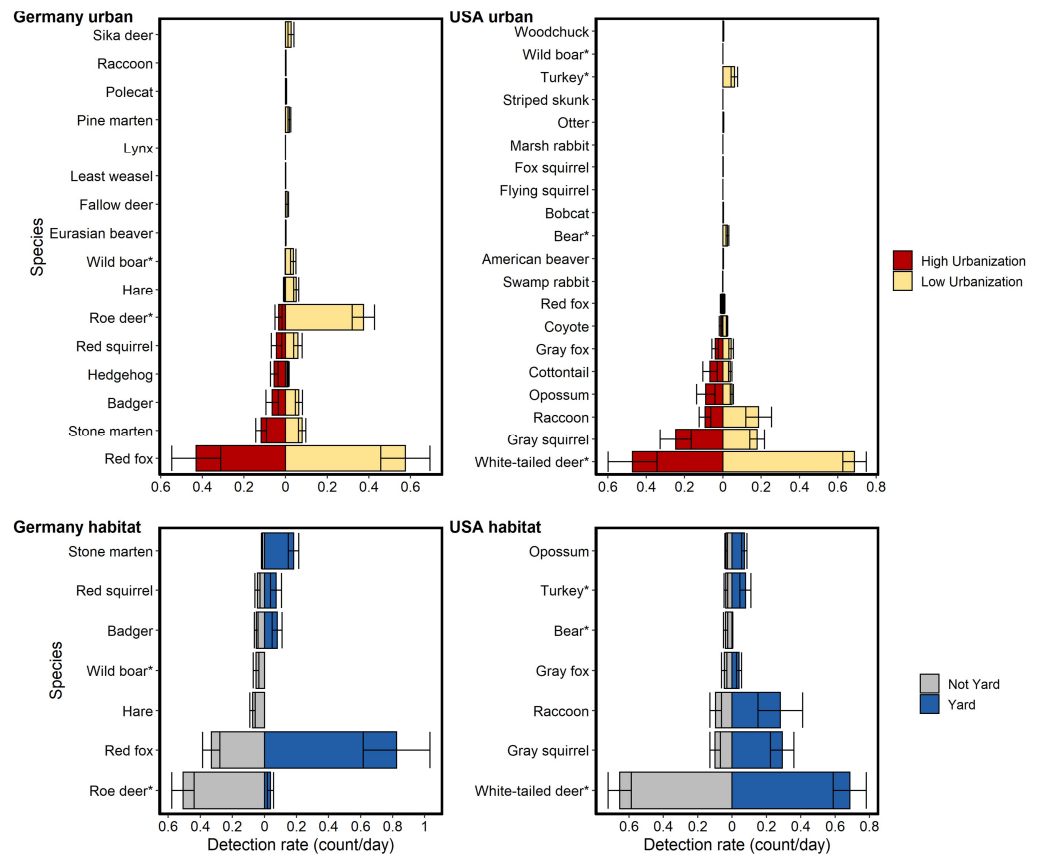 Germany urban
Species
Sika deer
Raccoon
Polecat
Pine marten
Lynx
Least weasel
Fallow deer
Eurasian beaver
Wild boar*
Hare
Roe deer*
Red squirrel
Hedgehog
Badger
Stone marten
Red fox
0.6 0.4 0.2 0 0.2 0.4 0.6
USA urban
Woodchuck
Wild boar*
Turkey*
Striped skunk
Otter
Marsh rabbit
Fox squirrel
Flying squirrel
Bobcat
Bear*
American beaver
Swamp rabbit
Red fox
Coyote
Gray fox
Cottontail
Opossum
Raccoon
Gray squirrel
White-tailed deer*
0.6 0.4 0.2 0 0.2 0.4 0.6 0.8
High Urbanization
Low Urbanization
Germany habitat
Species
Stone marten
Red squirrel
Badger
Wild boar*
Hare
Red fox
Roe deer*
0.6 0.4 0.2 0 0.2 0.4 0.6 0.8 1
Detection rate (count/day)
USA habitat
Opossum
Turkey*
Bear*
Gray fox
Raccoon
Gray squirrel
White-tailed deer*
0.6 0.4 0.2 0 0.2 0.4 0.6 0.8
Detection rate (count/day)
Not Yard
Yard